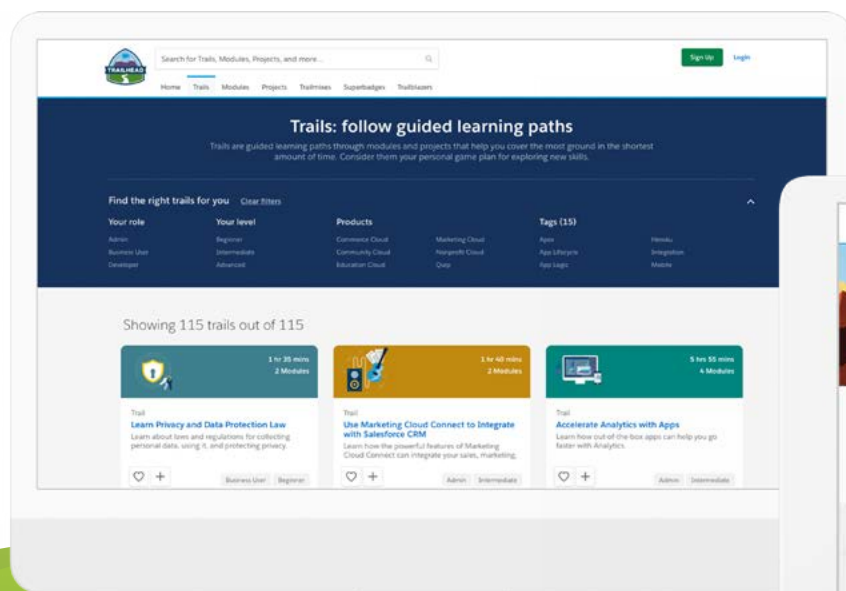 TRAILHEAD
Search for Trails, Modules, Projects, and more...
Sign Up
Login
Home Trails Modules Projects Trailmixes Superbadges Trailblazers
Trails: follow guided learning paths
Trails are guided learning paths through modules and projects that help you cover the most ground in the shortest
amount of time. Consider them your personal game plan for exploring new skills.
Find the right trails for you Clear filters
Your role Your level Products Tags (15)
Admin Beginner Commerce Cloud Marketing Cloud Apex Heroku
Business User Intermediate Community Cloud Nonprofit Cloud App Lifecycle Integration
Developer Advanced Education Cloud Quip App Logic Mobile
Showing 115 trails out of 115
1 hr 35 mins
2 Modules
Trail
Learn Privacy and Data Protection Law
Learn about laws and regulations for collecting
personal data, using it, and protecting privacy.
Business User Beginner
1 hr 40 mins
2 Modules
Trail
Use Marketing Cloud Connect to Integrate
with Salesforce CRM
Learn how the powerful features of Marketing
Cloud Connect can integrate your sales, marketing,
Admin Intermediate
5 hrs 55 mins
4 Modules
Trail
Accelerate Analytics with Apps
Learn how out-of-the-box apps can help you go
faster with Analytics.
Admin Intermediate